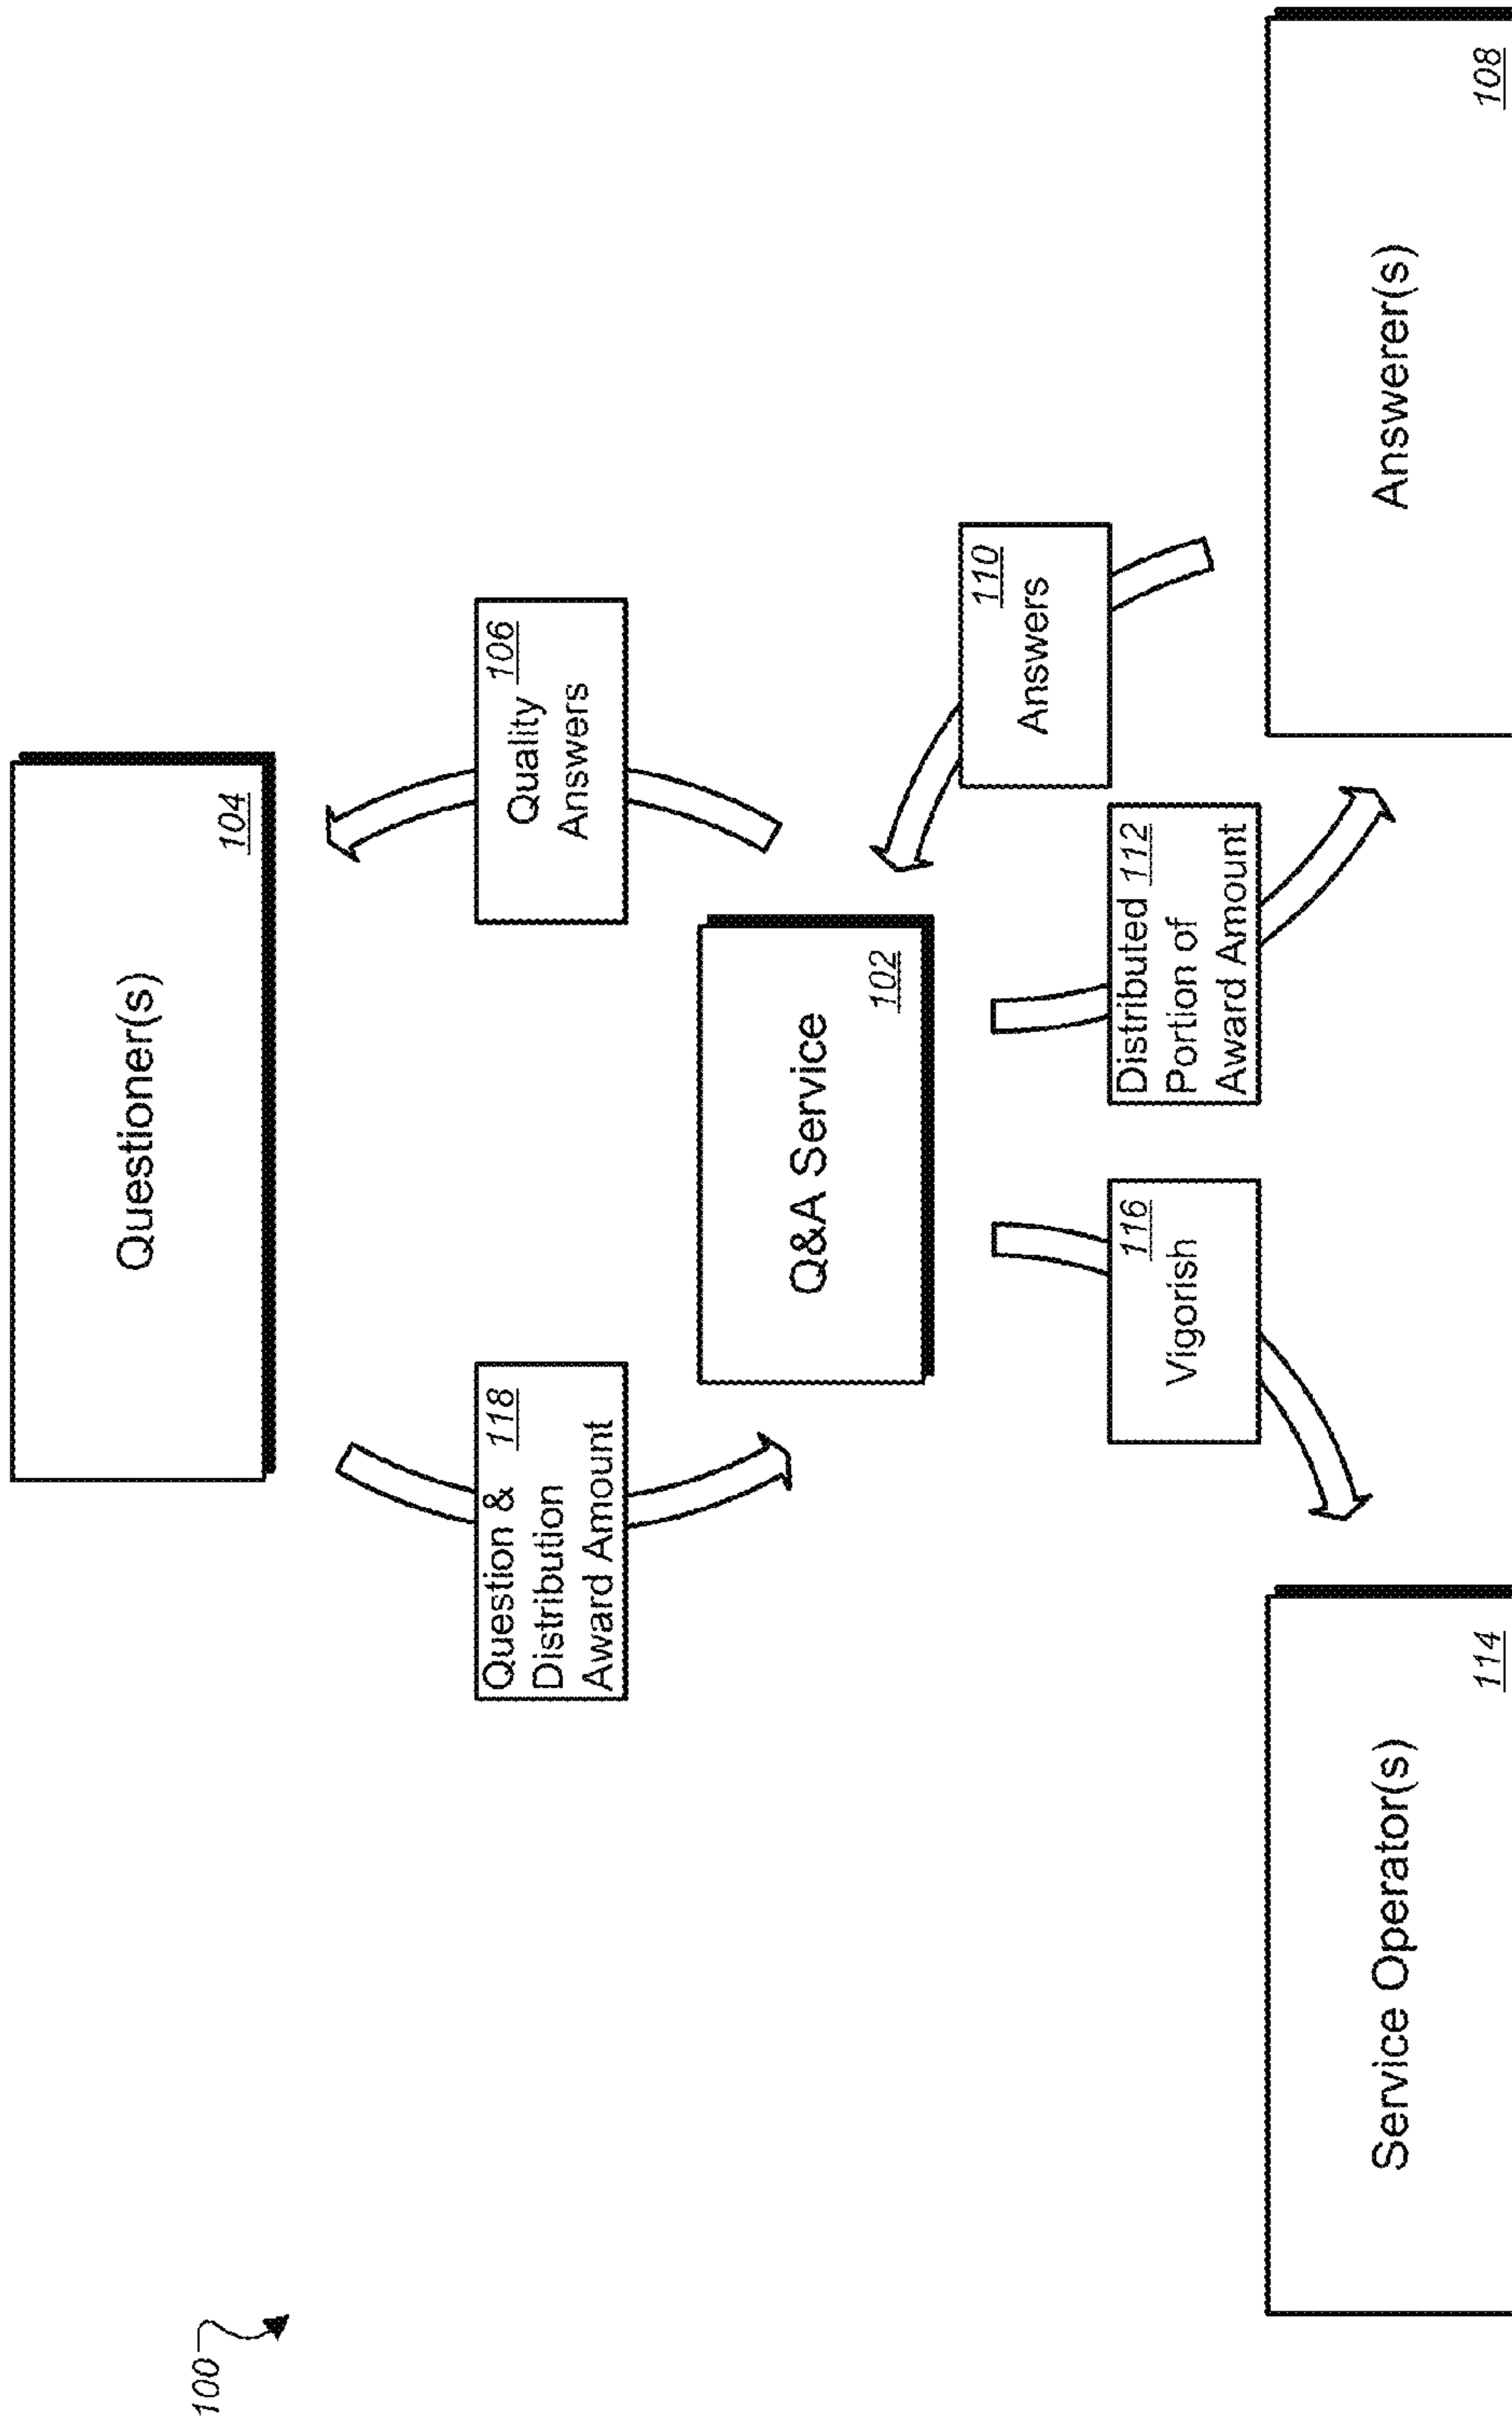 100
Questioner(s)
104
Question & 118
Distribution
Award Amount
Quality 106
Answers
Q&A Service
102
110
Answers
116
Vigorish
Distributed 112
Portion of
Award Amount
Service Operator(s)
114
Answerer(s)
108